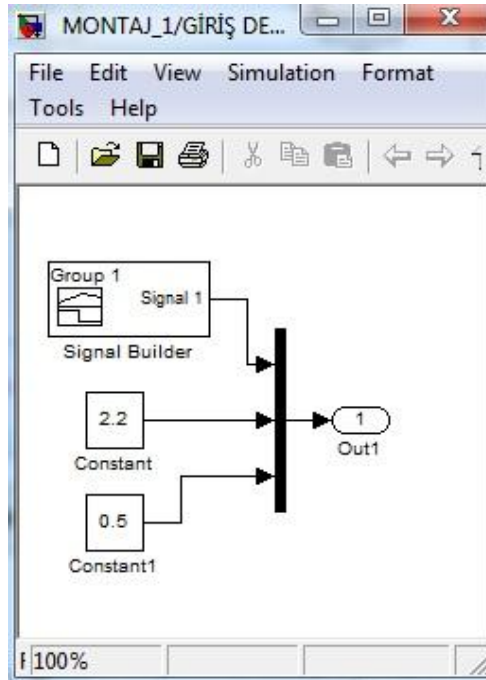 MONTAJ_1/GİRİŞ DE...
File Edit View Simulation Format
Tools Help
Group 1
Signal 1
Signal Builder
2.2
Constant
1
Out1
0.5
Constant1
100%